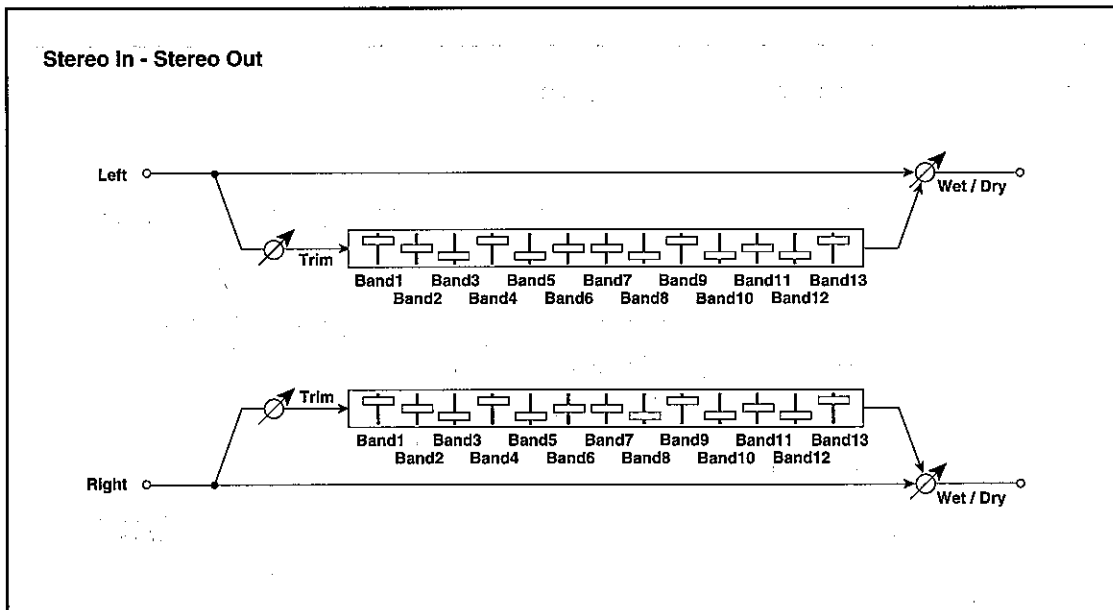 Stereo In - Stereo Out
Left
Wet / Dry
Trim
Band1 Band3 Band5 Band7 Band9 Band11 Band13
Band2 Band4 Band6 Band8 Band10 Band12
Trim
Band1 Band3 Band5 Band7 Band9 Band11 Band13
Band2 Band4 Band6 Band8 Band10 Band12
Right
Wet / Dry